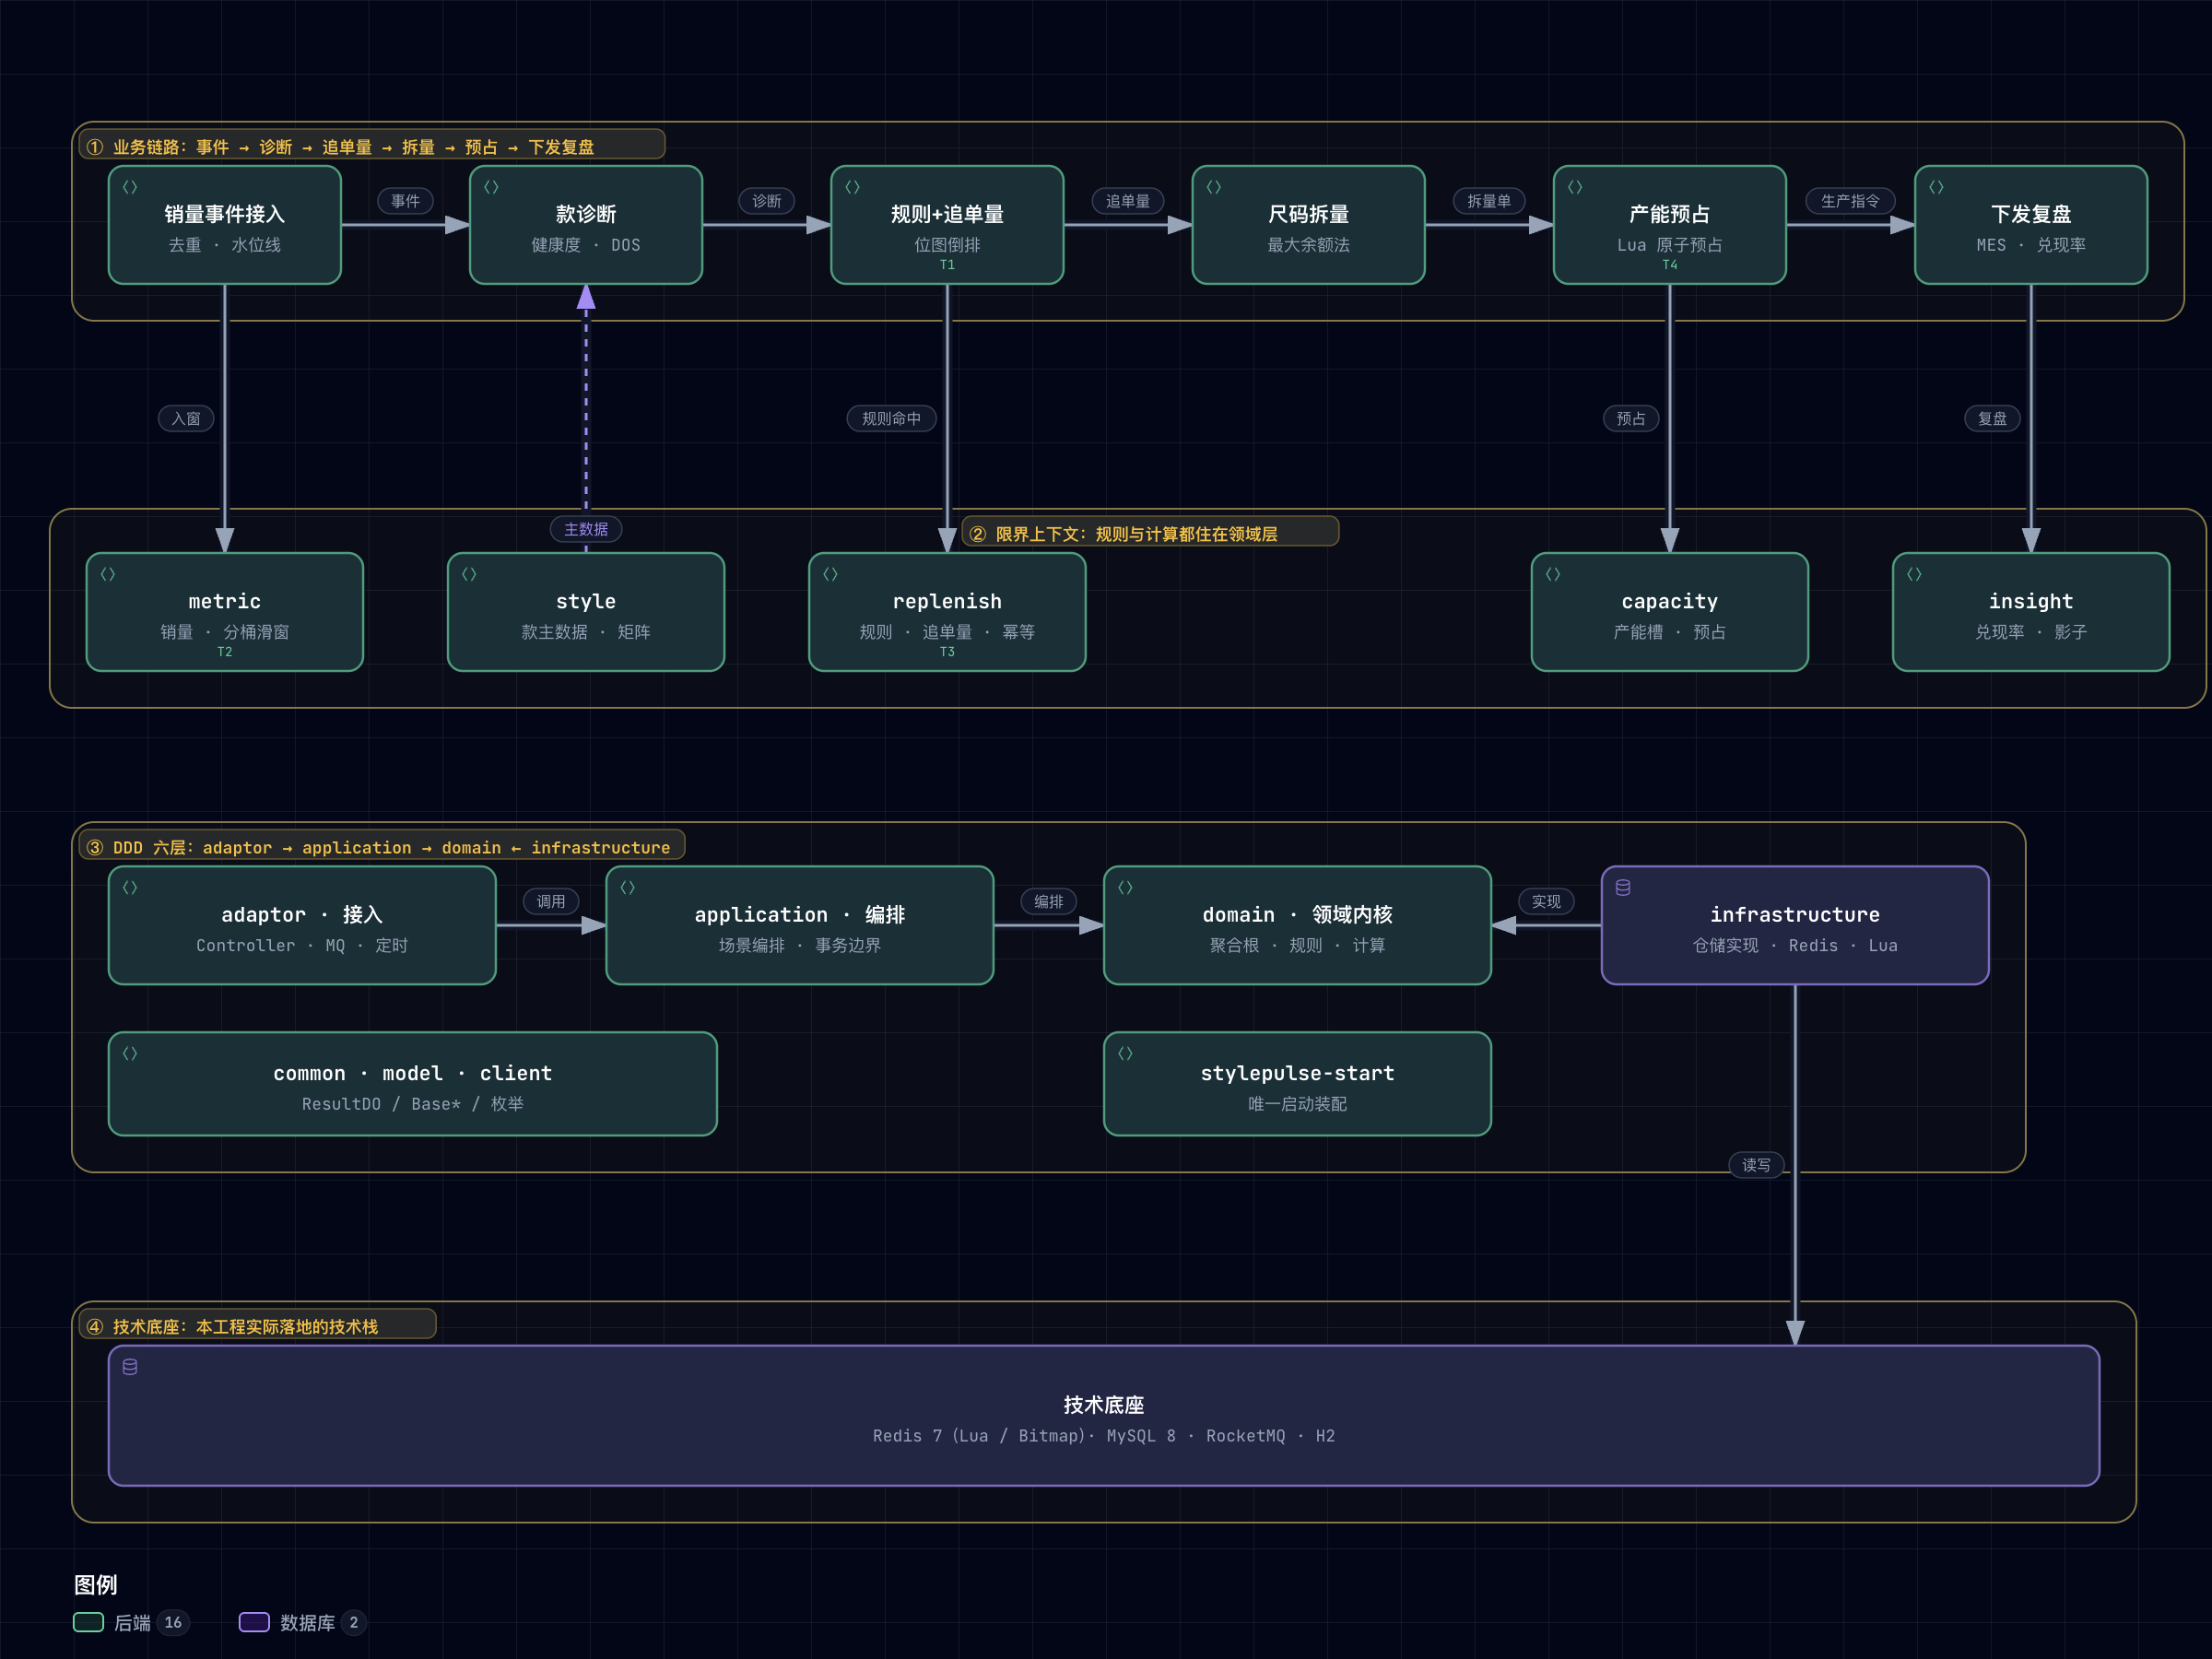 ① 业务链路：事件 → 诊断 → 追单量 → 拆量 → 预占 → 下发复盘
销量事件接入
去重 · 水位线
事件
款诊断
健康度 · DOS
诊断
规则+追单量
位图倒排
T1
追单量
尺码拆量
最大余额法
拆量单
产能预占
Lua 原子预占
T4
生产指令
下发复盘
MES · 兑现率
入窗
规则命中
预占
复盘
主数据
② 限界上下文：规则与计算都住在领域层
metric
销量 · 分桶滑窗
T2
style
款主数据 · 矩阵
replenish
规则 · 追单量 · 幂等
T3
capacity
产能槽 · 预占
insight
兑现率 · 影子
③ DDD 六层：adaptor → application → domain ← infrastructure
adaptor · 接入
Controller · MQ · 定时
调用
application · 编排
场景编排 · 事务边界
编排
domain · 领域内核
聚合根 · 规则 · 计算
实现
infrastructure
仓储实现 · Redis · Lua
common · model · client
ResultDO / Base* / 枚举
stylepulse-start
唯一启动装配
读写
④ 技术底座：本工程实际落地的技术栈
技术底座
Redis 7（Lua / Bitmap）· MySQL 8 · RocketMQ · H2
图例
后端 16
数据库 2